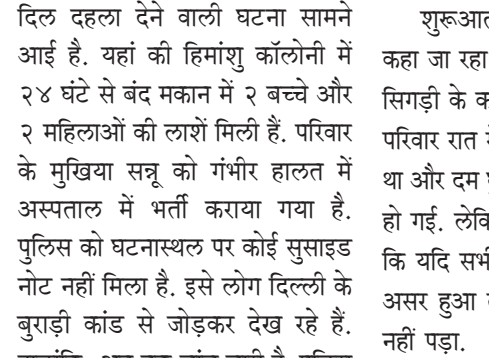 दिल दहला देने वाली घटना सामने
आई है. यहां की हिमांशु कॉलोनी में
२४ घंटे से बंद मकान में २ बच्चे और
२ महिलाओं की लाशें मिली हैं. परिवार
के मुखिया सन्नू को गंभीर हालत में
अस्पताल में भर्ती कराया गया है.
पुलिस को घटनास्थल पर कोई सुसाइड
नोट नहीं मिला है. इसे लोग दिल्ली के
बुराड़ी कांड से जोड़कर देख रहे हैं.
कहा जा रहा
सिगड़ी के
परिवार रात
था और दम
हो गई.
कि यदि
असर हुआ
नहीं पड़ा.